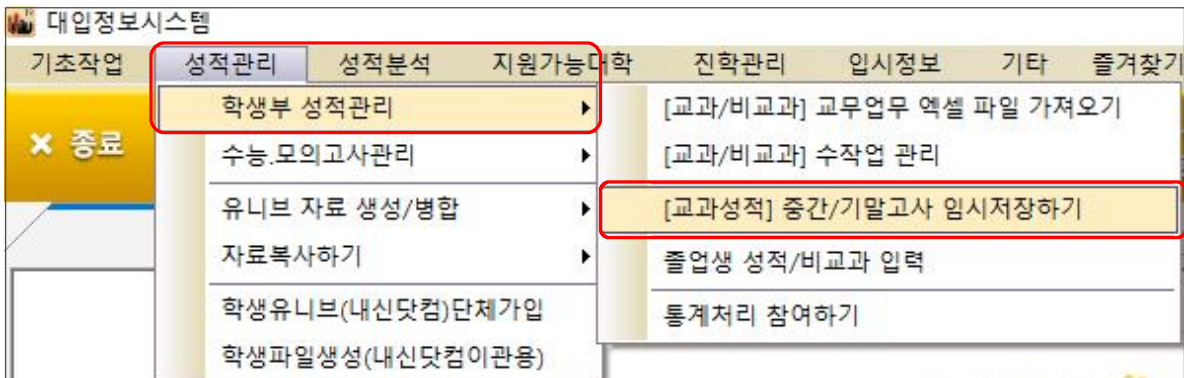 대입정보시스템
기초작업 성적관리 성적분석 지원가능대학 진학관리 입시정보 기타 즐겨찾기
× 종료
학생부 성적관리
수능.모의고사관리
유니브 자료 생성/병합
자료복사하기
학생유니브(내신닷컴)단체가입
학생파일생성(내신닷컴이관용)
[교과/비교과] 교무업무 엑셀 파일 가져오기
[교과/비교과] 수작업 관리
[교과성적] 중간/기말고사 임시저장하기
졸업생 성적/비교과 입력
통계처리 참여하기